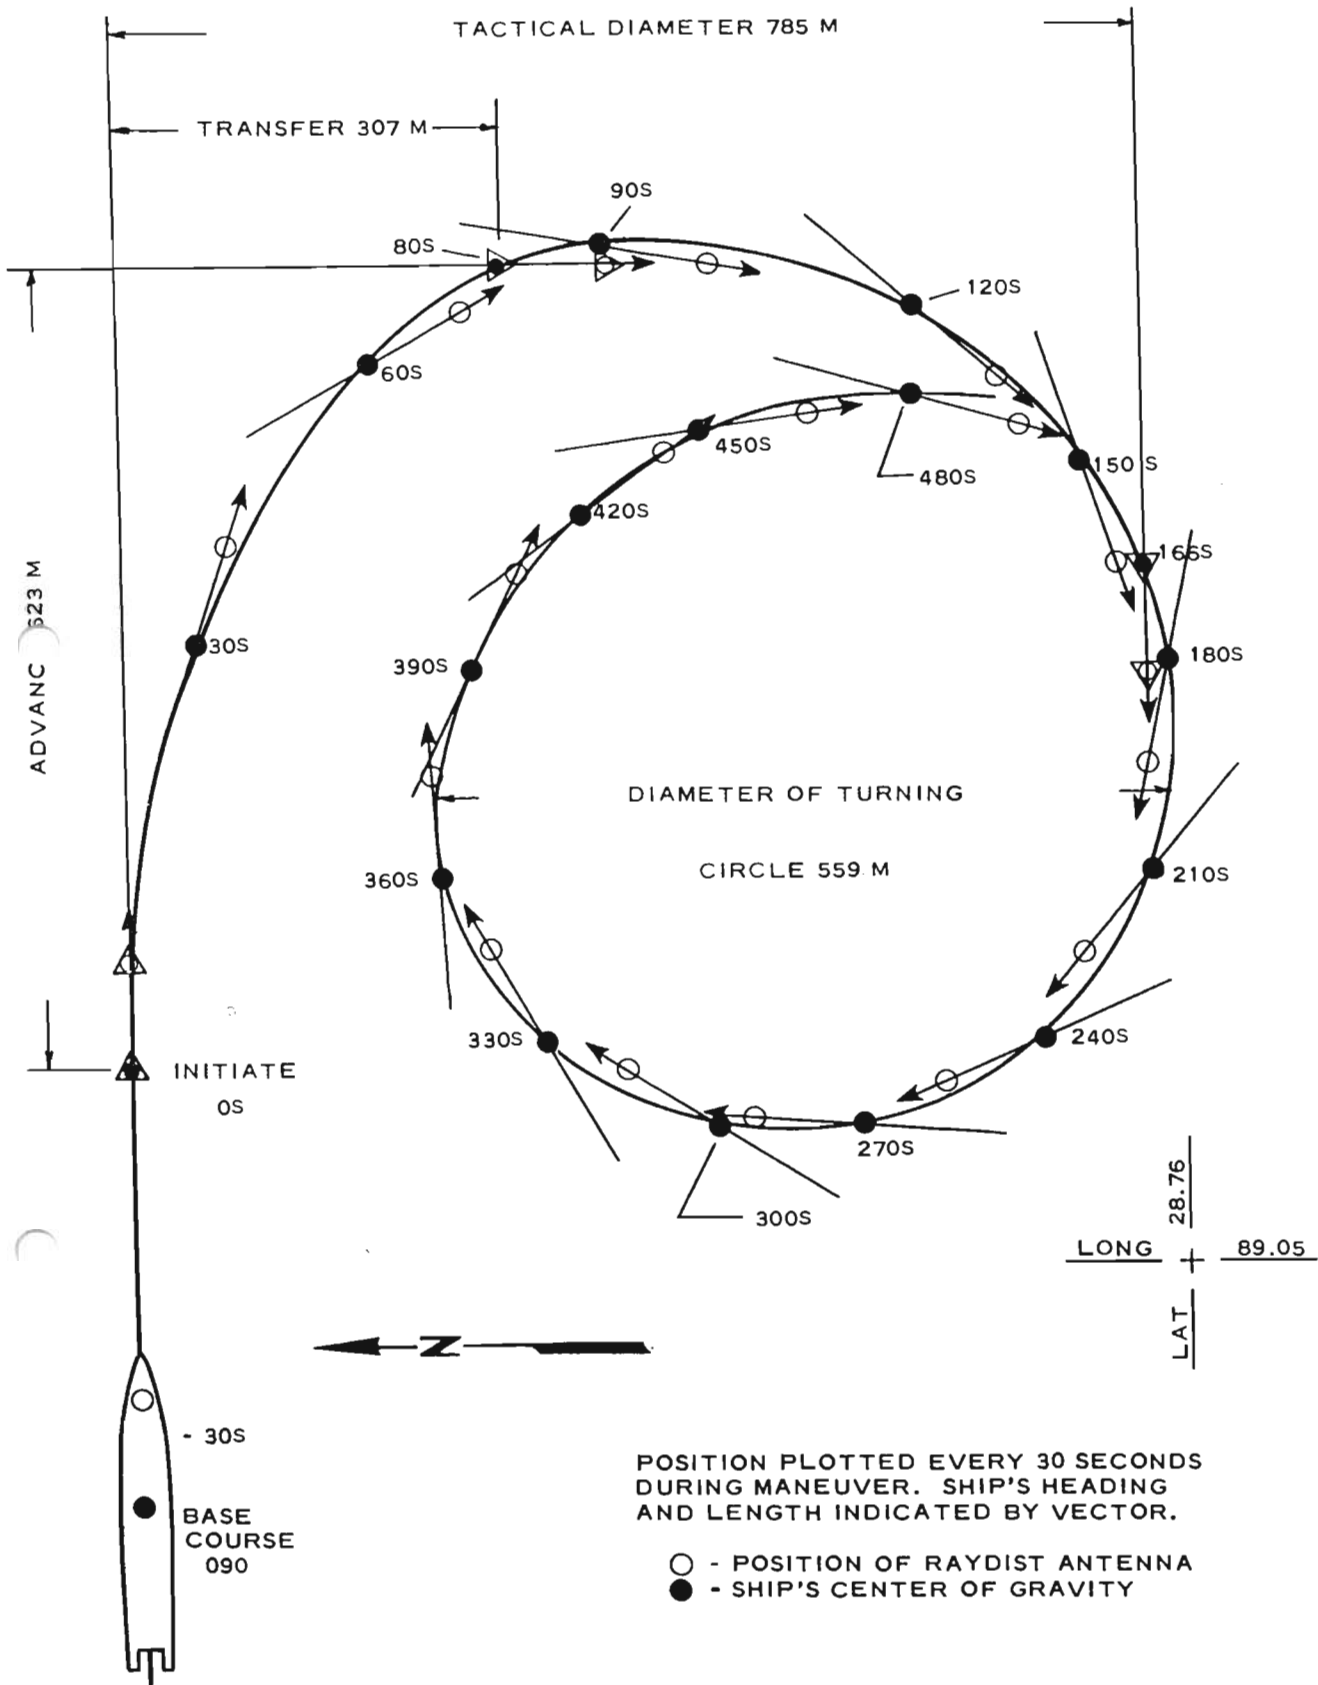 TACTICAL DIAMETER 785 M
TRANSFER 307 M
90S
80S
120S
60S
450S
480S
150 S
420S
166S
ADVANC 623 M
30S
390S
180S
DIAMETER OF TURNING
CIRCLE 559 M
360S
210S
330S
240S
INITIATE
0S
270S
300S
28.76
LONG
89.05
LAT
N
- 30S
BASE
COURSE
090
POSITION PLOTTED EVERY 30 SECONDS
DURING MANEUVER. SHIP'S HEADING
AND LENGTH INDICATED BY VECTOR.
- POSITION OF RAYDIST ANTENNA
- SHIP'S CENTER OF GRAVITY